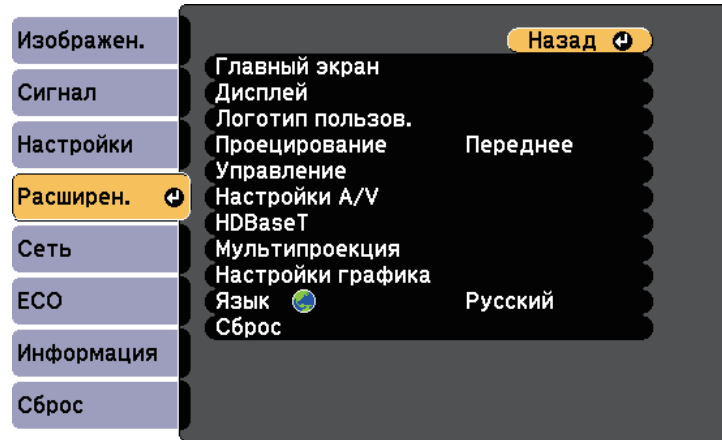 Изображен.
Сигнал
Настройки
Расширен.
Сеть
ECO
Информация
Сброс
Назад
Главный экран
Дисплей
Логотип пользов.
Проецирование Переднее
Управление
Настройки A/V
HDBaseT
Мультипроекция
Настройки графика
Язык Русский
Сброс